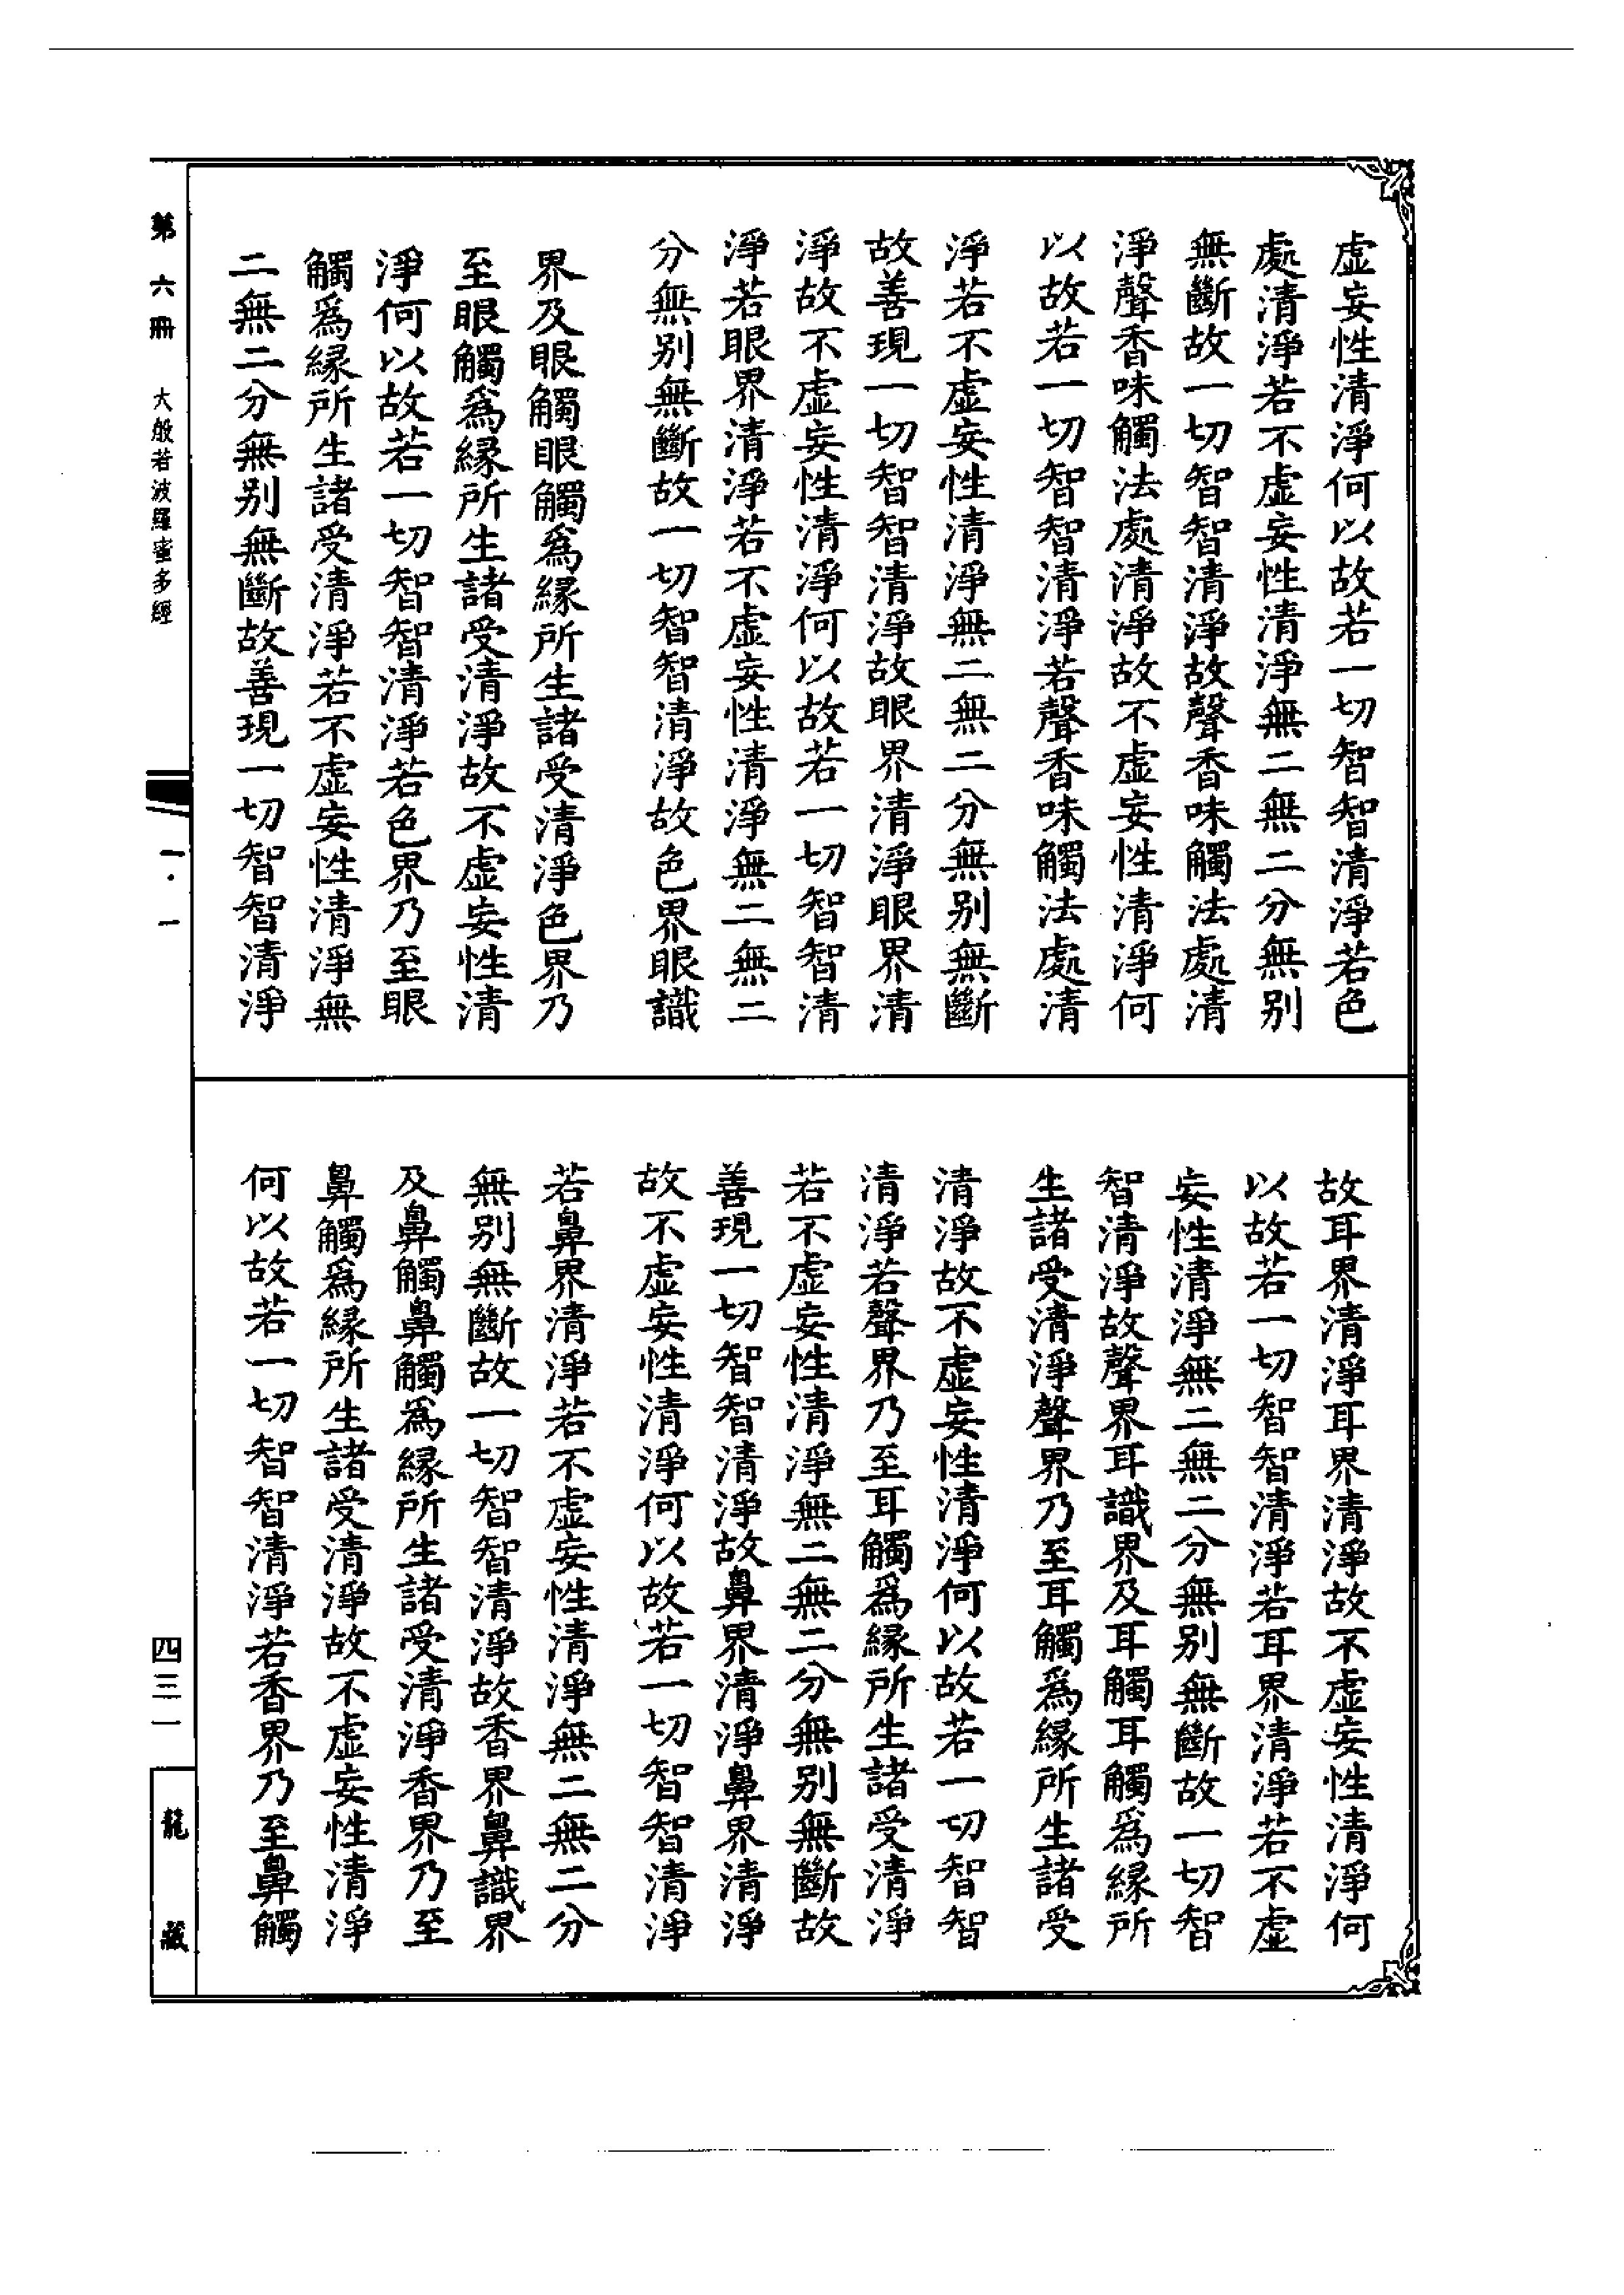 虚妄性清淨何以故若一切智智清淨若色
處清淨若不虚妄性清淨無二無二分無别
無斷故一切智智清淨故聲香味觸法處清
淨聲香味觸法處清淨故不虚妄性清淨何
以故若一切智智清淨若聲香味觸法處清
淨若不虚妄性清淨無二無二分無别無斷
故善現一切智智清淨故眼界清淨眼界清
淨故不虚妄性清淨何以故若一切智智清
淨若眼界清淨若不虚妄性清淨無二無二
分無别無斷故一切智智清淨故色界眼識
界及眼觸眼觸爲緣所生諸受清淨色界乃
至眼觸爲緣所生諸受清淨故不虚妄性清
淨何以故若一切智智清淨若色界乃至眼
觸爲緣所生諸受清淨若不虚妄性清淨無
二無二分無别無斷故善現一切智智清淨
故耳界清淨耳界清淨故不虚妄性清淨何
以故若一切智智清淨若耳界清淨若不虚
妄性清淨無二無二分無别無斷故一切智
智清淨故聲界耳識界及耳觸耳觸爲緣所
生諸受清淨聲界乃至耳觸爲緣所生諸受
清淨故不虚妄性清淨何以故若一切智智
清淨若聲界乃至耳觸爲緣所生諸受清淨
若不虚妄性清淨無二無二分無别無斷故
善現一切智智清淨故鼻界清淨鼻界清淨
故不虚妄性清淨何以故若一切智智清淨
若鼻界清淨若不虚妄性清淨無二無二分
無别無斷故一切智智清淨故香界鼻識界
及鼻觸鼻觸爲緣所生諸受清淨香界乃至
鼻觸爲緣所生諸受清淨故不虚妄性清淨
何以故若一切智智清淨若香界乃至鼻觸
第六冊 大般若波羅蜜多經 一·一 四三一 龍藏